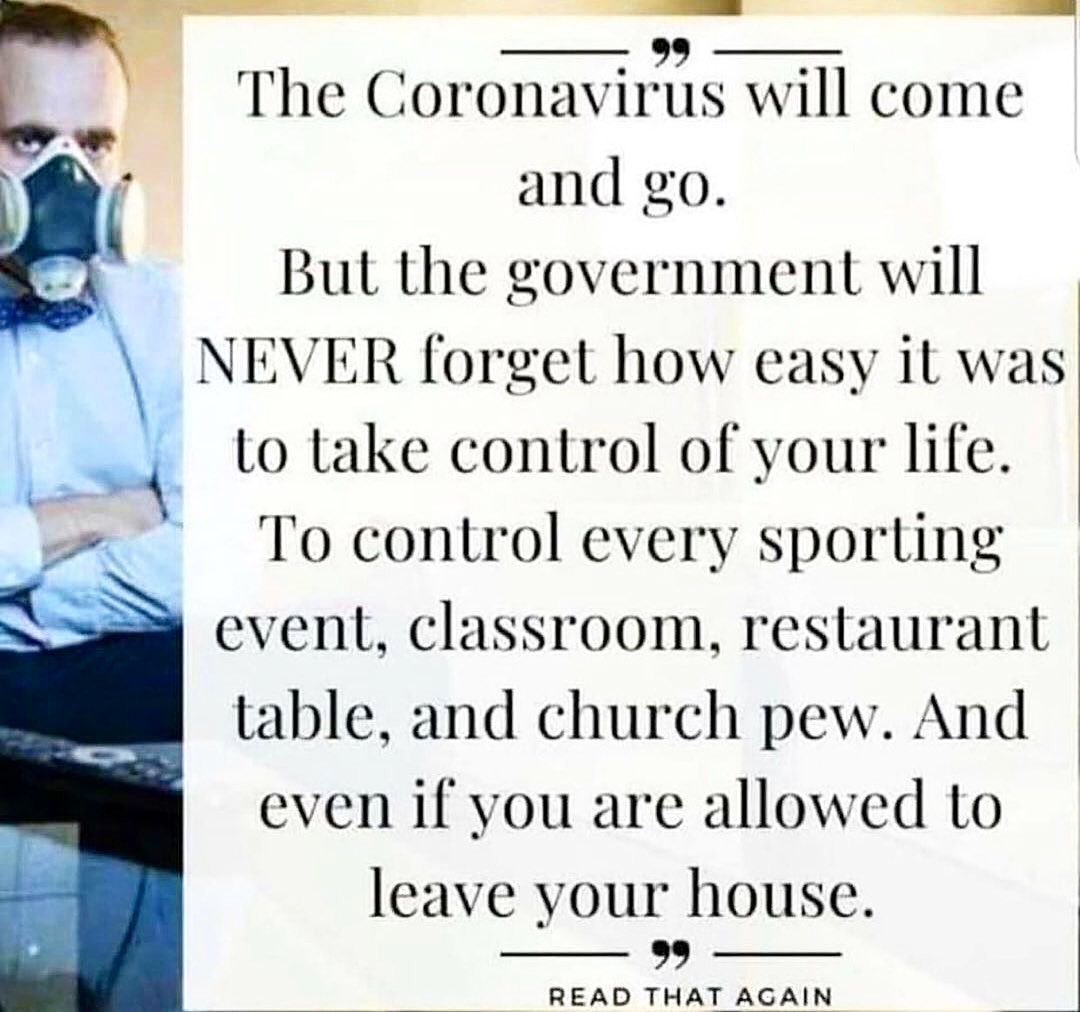 ”
The Coronavirus will come
and go.
But the government will
NEVER forget how easy it was
to take control of your life.
To control every sporting
event, classroom, restaurant
table, and church pew. And
even if you are allowed to
leave your house.
”
READ THAT AGAIN